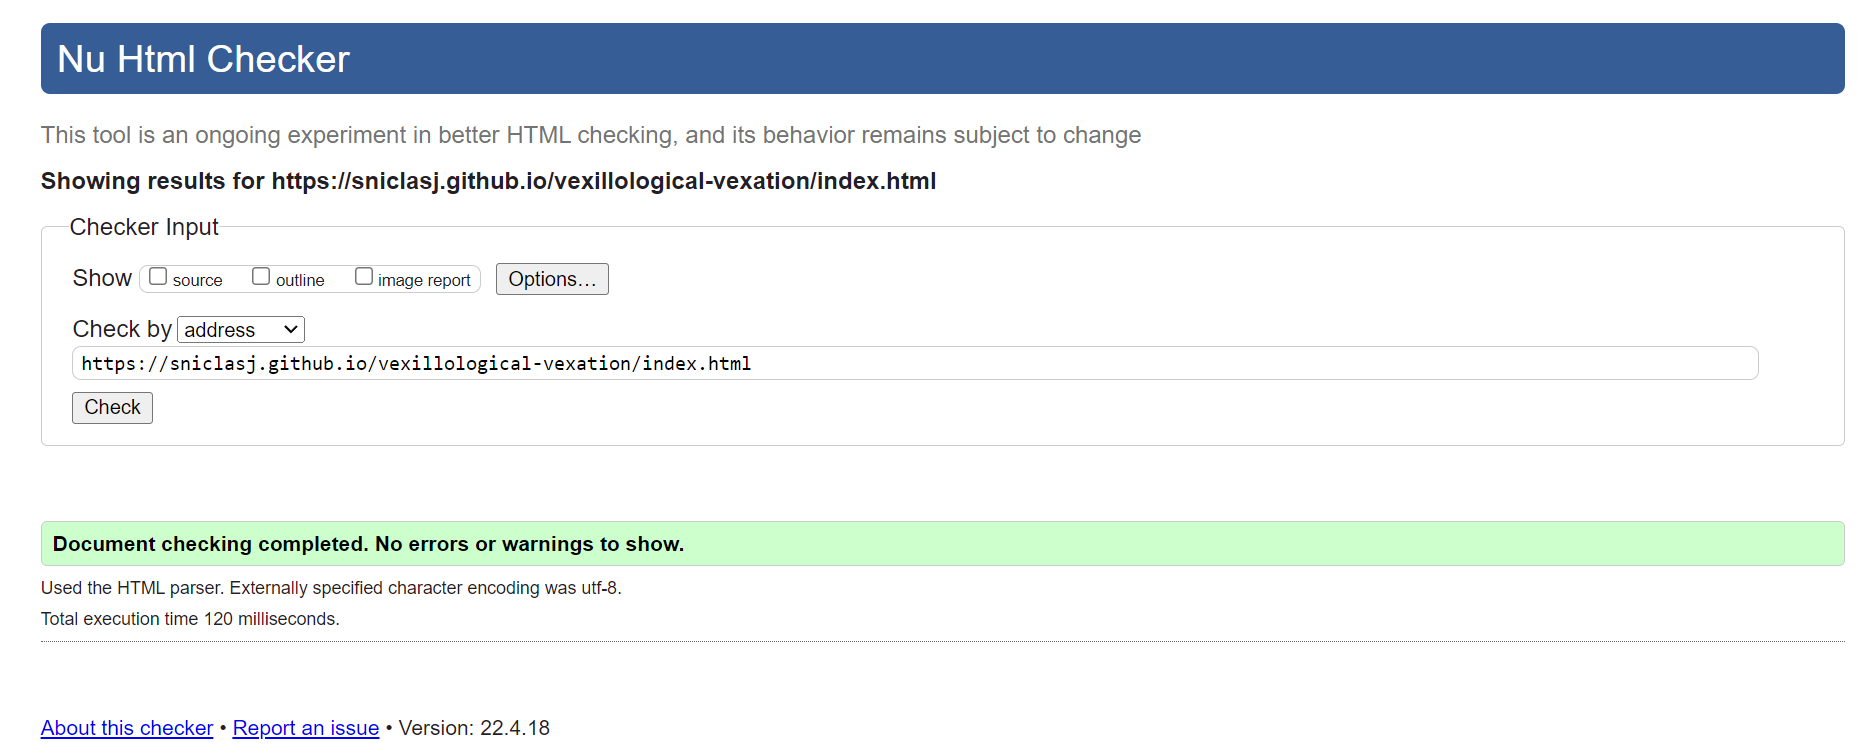 Nu Html Checker
This tool is an ongoing experiment in better HTML checking, and its behavior remains subject to change
Showing results for https://sniclasj.github.io/vexillological-vexation/index.html
Checker Input
Show source outline image report Options…
Check by address
https://sniclasj.github.io/vexillological-vexation/index.html
Check
Document checking completed. No errors or warnings to show.
Used the HTML parser. Externally specified character encoding was utf-8.
Total execution time 120 milliseconds.
About this checker • Report an issue • Version: 22.4.18